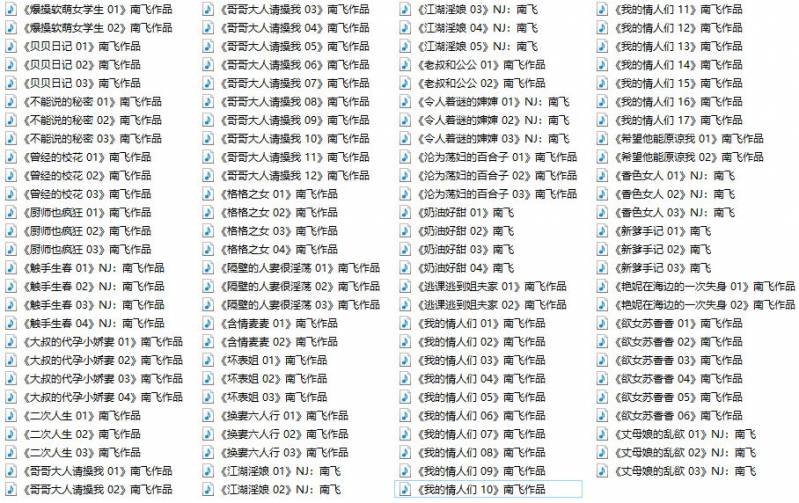 《爆操软萌女学生 01》南飞作品
《爆操软萌女学生 02》南飞作品
《贝贝日记 01》南飞作品
《贝贝日记 02》南飞作品
《贝贝日记 03》南飞作品
《不能说的秘密 01》南飞作品
《不能说的秘密 02》南飞作品
《不能说的秘密 03》南飞作品
《曾经的校花 01》南飞作品
《曾经的校花 02》南飞作品
《曾经的校花 03》南飞作品
《厨师也疯狂 01》南飞作品
《厨师也疯狂 02》南飞作品
《厨师也疯狂 03》南飞作品
《触手生春 01》NJ：南飞作品
《触手生春 02》NJ：南飞作品
《触手生春 03》NJ：南飞作品
《触手生春 04》NJ：南飞作品
《大叔的代孕小娇妻 01》南飞作品
《大叔的代孕小娇妻 02》南飞作品
《大叔的代孕小娇妻 03》南飞作品
《大叔的代孕小娇妻 04》南飞作品
《二次人生 01》南飞作品
《二次人生 02》南飞作品
《二次人生 03》南飞作品
《哥哥大人请操我 01》南飞作品
《哥哥大人请操我 02》南飞作品
《哥哥大人请操我 03》南飞作品
《哥哥大人请操我 04》南飞作品
《哥哥大人请操我 05》南飞作品
《哥哥大人请操我 06》南飞作品
《哥哥大人请操我 07》南飞作品
《哥哥大人请操我 08》南飞作品
《哥哥大人请操我 09》南飞作品
《哥哥大人请操我 10》南飞作品
《哥哥大人请操我 11》南飞作品
《哥哥大人请操我 12》南飞作品
《格格之女 01》南飞作品
《格格之女 02》南飞作品
《格格之女 03》南飞作品
《格格之女 04》南飞作品
《隔壁的人妻很淫荡 01》南飞作品
《隔壁的人妻很淫荡 02》南飞作品
《隔壁的人妻很淫荡 03》南飞作品
《含情麦麦 01》南飞作品
《含情麦麦 02》南飞作品
《坏表姐 01》南飞作品
《坏表姐 02》南飞作品
《坏表姐 03》南飞作品
《换妻六人行 01》南飞作品
《换妻六人行 02》南飞作品
《换妻六人行 03》南飞作品
《江湖淫娘 01》NJ：南飞
《江湖淫娘 02》NJ：南飞
《江湖淫娘 03》NJ：南飞
《江湖淫娘 04》NJ：南飞
《江湖淫娘 05》NJ：南飞
《老叔和公公 01》南飞作品
《老叔和公公 02》南飞作品
《令人着谜的婶婶 01》NJ：南飞
《令人着谜的婶婶 02》NJ：南飞
《令人着谜的婶婶 03》NJ：南飞
《沦为荡妇的百合子 01》南飞作品
《沦为荡妇的百合子 02》南飞作品
《沦为荡妇的百合子 03》南飞作品
《奶油好甜 01》南飞
《奶油好甜 02》南飞
《奶油好甜 03》南飞
《奶油好甜 04》南飞
《逃课逃到姐夫家 01》南飞作品
《逃课逃到姐夫家 02》南飞作品
《我的情人们 01》南飞作品
《我的情人们 02》南飞作品
《我的情人们 03》南飞作品
《我的情人们 04》南飞作品
《我的情人们 05》南飞作品
《我的情人们 06》南飞作品
《我的情人们 07》南飞作品
《我的情人们 08》南飞作品
《我的情人们 09》南飞作品
《我的情人们 10》南飞作品
《我的情人们 11》南飞作品
《我的情人们 12》南飞作品
《我的情人们 13》南飞作品
《我的情人们 14》南飞作品
《我的情人们 15》南飞作品
《我的情人们 16》南飞作品
《我的情人们 17》南飞作品
《希望他能原谅我 01》南飞作品
《希望他能原谅我 02》南飞作品
《香色女人 01》NJ：南飞
《香色女人 02》NJ：南飞
《香色女人 03》NJ：南飞
《新爹手记 01》南飞
《新爹手记 02》南飞
《新爹手记 03》南飞
《艳妮在海边的一次失身 01》南飞作品
《艳妮在海边的一次失身 02》南飞作品
《欲女苏香香 01》南飞作品
《欲女苏香香 02》南飞作品
《欲女苏香香 03》南飞作品
《欲女苏香香 04》南飞作品
《欲女苏香香 05》南飞作品
《欲女苏香香 06》南飞作品
《丈母娘的乱欲 01》NJ：南飞
《丈母娘的乱欲 02》NJ：南飞
《丈母娘的乱欲 03》NJ：南飞